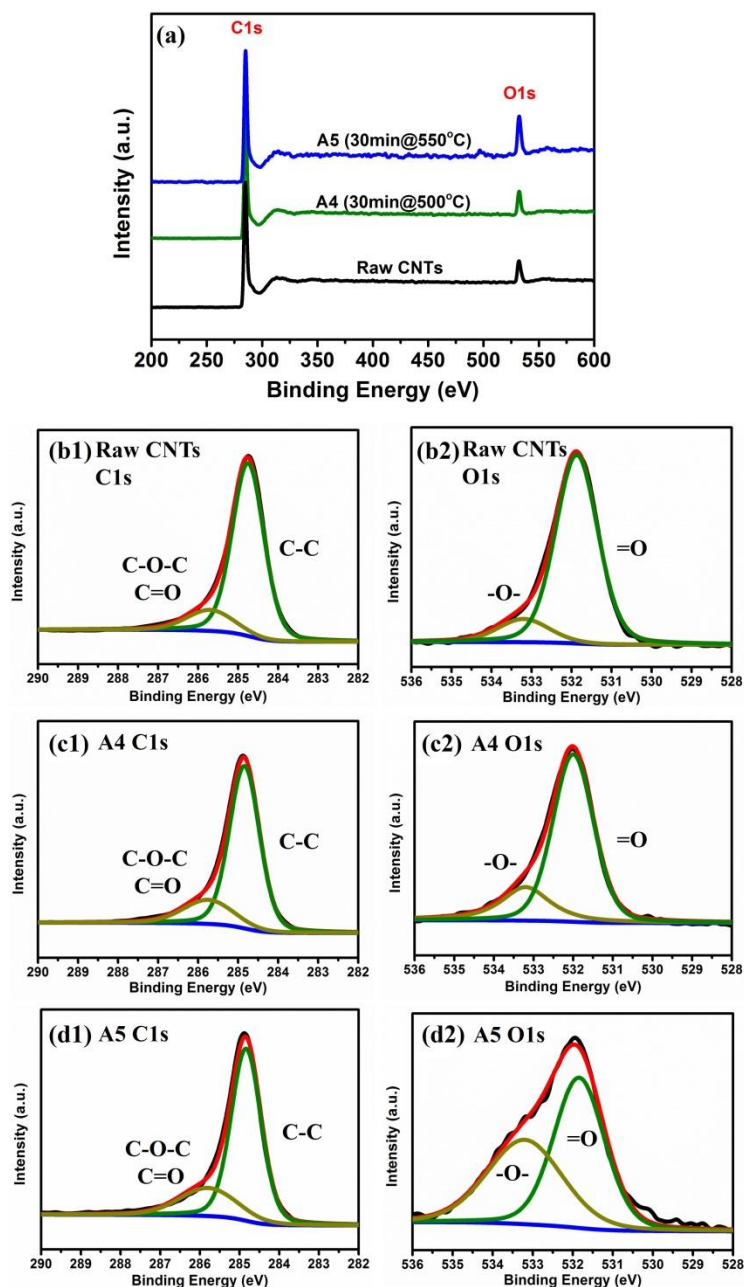 (a)
C1s
O1s
A5 (30min@550°C)
A4 (30min@500°C)
Raw CNTs
Intensity (a.u.)
200 250 300 350 400 450 500 550 600
Binding Energy (eV)
(b1) Raw CNTs
C1s
C-O-C
C=O
C-C
Intensity (a.u.)
290 289 288 287 286 285 284 283 282
Binding Energy (eV)
(b2) Raw CNTs
O1s
-O-
=O
Intensity (a.u.)
536 535 534 533 532 531 530 529 528
Binding Energy (eV)
(c1) A4 C1s
C-O-C
C=O
C-C
Intensity (a.u.)
290 289 288 287 286 285 284 283 282
Binding Energy (eV)
(c2) A4 O1s
-O-
=O
Intensity (a.u.)
536 535 534 533 532 531 530 529 528
Binding Energy (eV)
(d1) A5 C1s
C-O-C
C=O
C-C
Intensity (a.u.)
290 289 288 287 286 285 284 283 282
Binding Energy (eV)
(d2) A5 O1s
=O
-O-
Intensity (a.u.)
536 535 534 533 532 531 530 529 528
Binding Energy (eV)